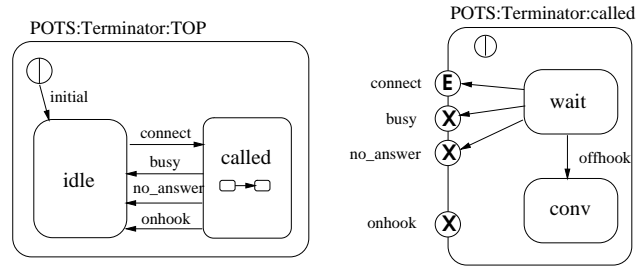 POTS:Terminator:TOP
initial
idle
connect
busy
no_answer
onhook
called
POTS:Terminator:called
connect
E
busy
X
no_answer
X
onhook
X
wait
offhook
conv